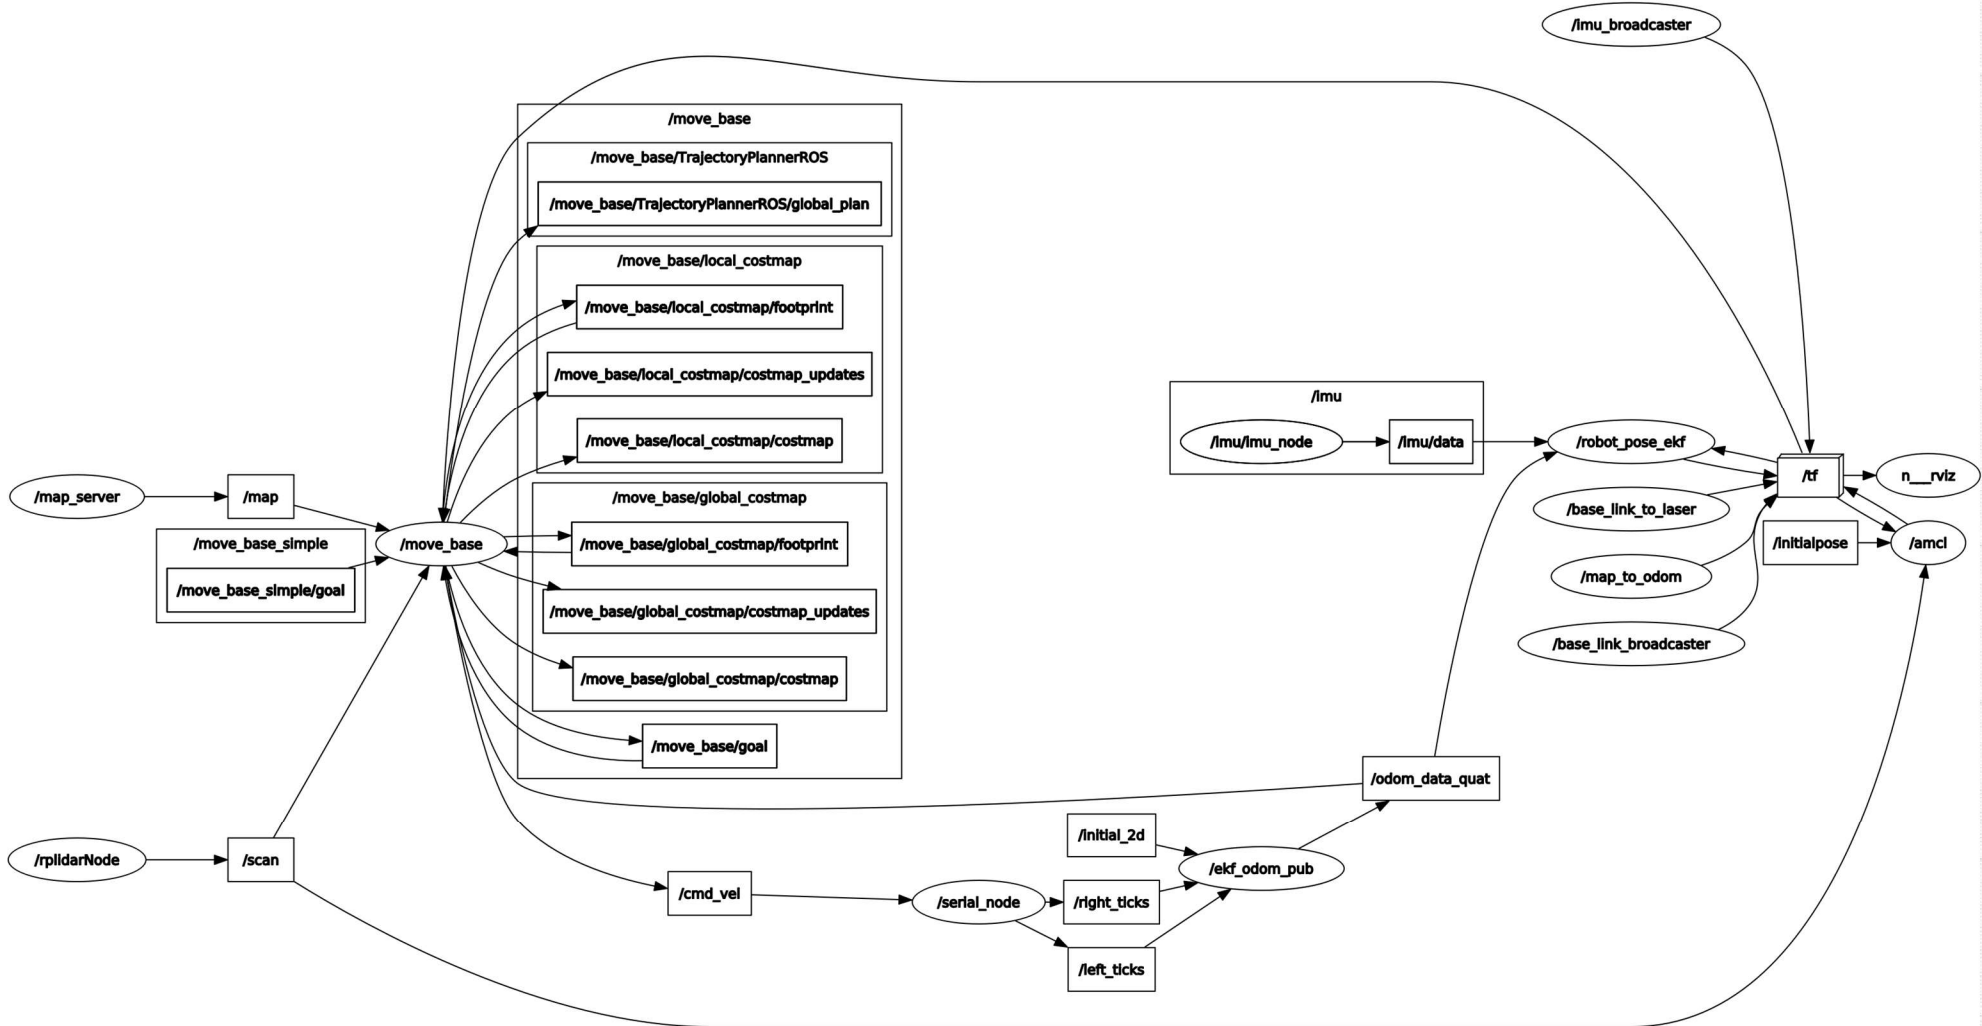 /imu_broadcaster
/move_base
/move_base/TrajectoryPlannerROS
/move_base/TrajectoryPlannerROS/global_plan
/move_base/local_costmap
/move_base/local_costmap/footprint
/move_base/local_costmap/costmap_updates
/move_base/local_costmap/costmap
/move_base/global_costmap
/move_base/global_costmap/footprint
/move_base/global_costmap/costmap_updates
/move_base/global_costmap/costmap
/move_base/goal
/map_server
/map
/move_base_simple
/move_base_simple/goal
/move_base
/rplidarNode
/scan
/cmd_vel
/serial_node
/initial_2d
/right_ticks
/left_ticks
/ekf_odom_pub
/odom_data_quat
/imu
/imu/imu_node
/imu/data
/robot_pose_ekf
/base_link_to_laser
/map_to_odom
/base_link_broadcaster
/tf
/initialpose
n__rviz
/amcl